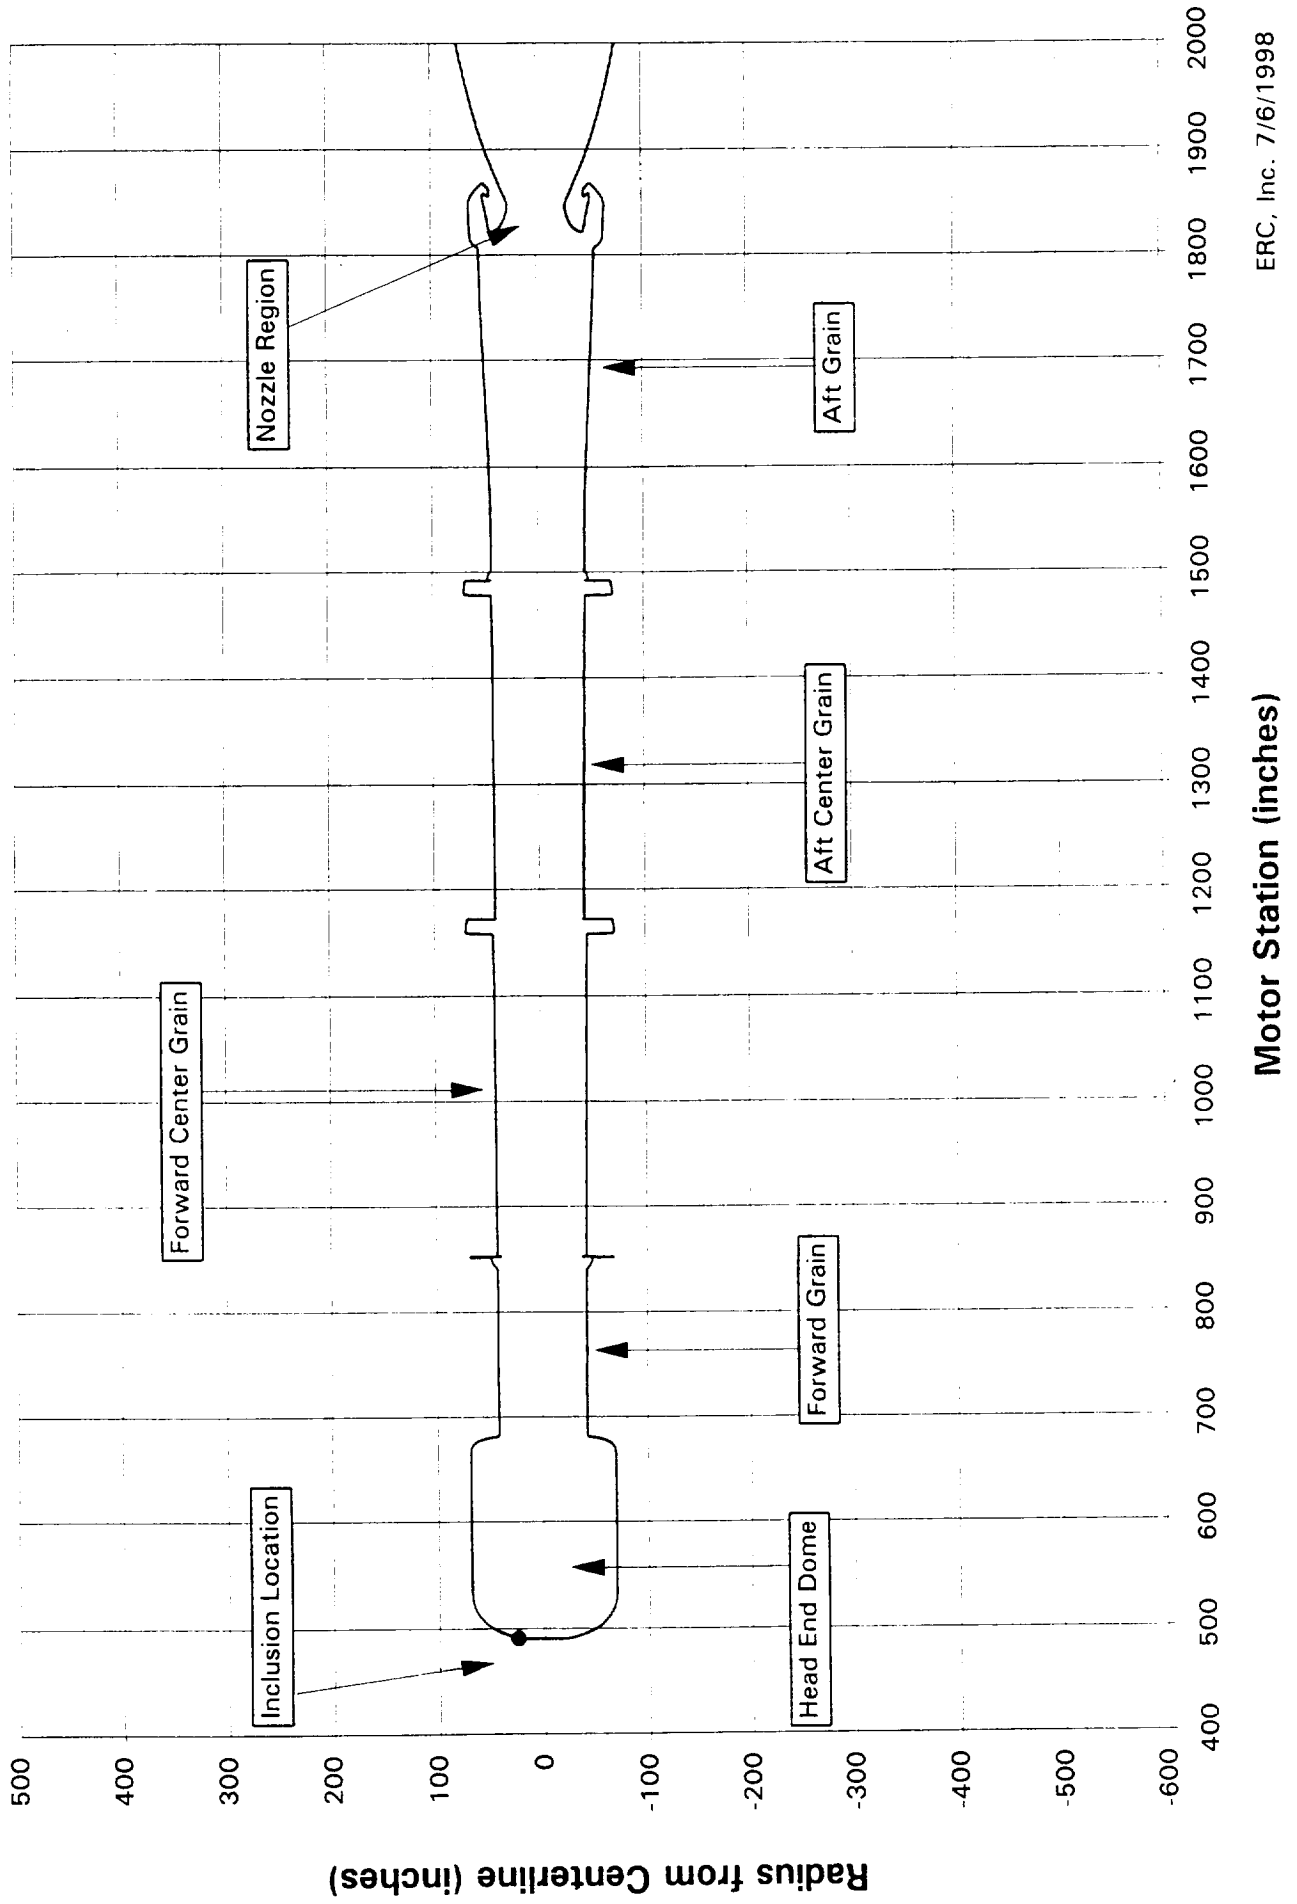 Radius from Centerline (inches)
500
400
300
200
100
0
-100
-200
-300
-400
-500
-600
Inclusion Location
Forward Center Grain
Nozzle Region
Head End Dome
Forward Grain
Aft Center Grain
Aft Grain
400
500
600
700
800
900
1000
1100
1200
1300
1400
1500
1600
1700
1800
1900
2000
Motor Station (inches)
ERC, Inc. 7/6/1998